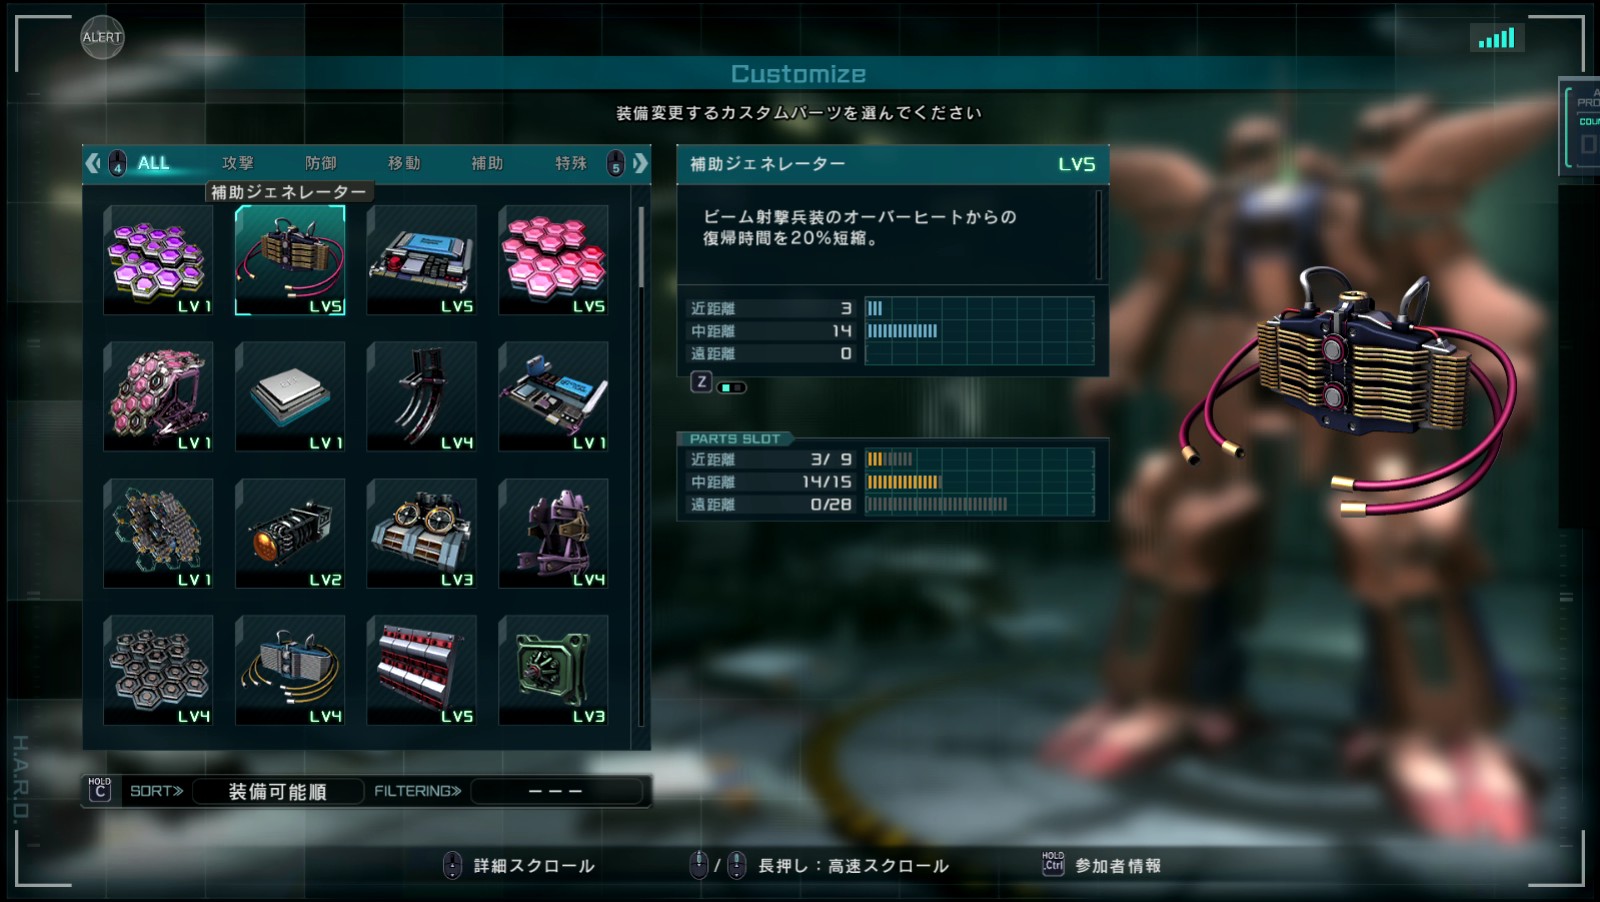 ALERT
Customize
装備変更するカスタムパーツを選んでください
4 ALL 攻撃 防御 移動 補助 特殊 5
補助ジェネレーター
LV1 LV5 LV5 LV5
LV1 LV1 LV4 LV1
LV1 LV2 LV3 LV4
LV4 LV4 LV5 LV3
HOLD C SORT 装備可能順 FILTERING ---
補助ジェネレーター LV5
ビーム射撃兵装のオーバーヒートからの
復帰時間を20%短縮。
近距離 3
中距離 14
遠距離 0
Z
PARTS SLOT
近距離 3/ 9
中距離 14/15
遠距離 0/28
H.A.R.O.
詳細スクロール
/ 長押し：高速スクロール
HOLD Ctrl 参加者情報